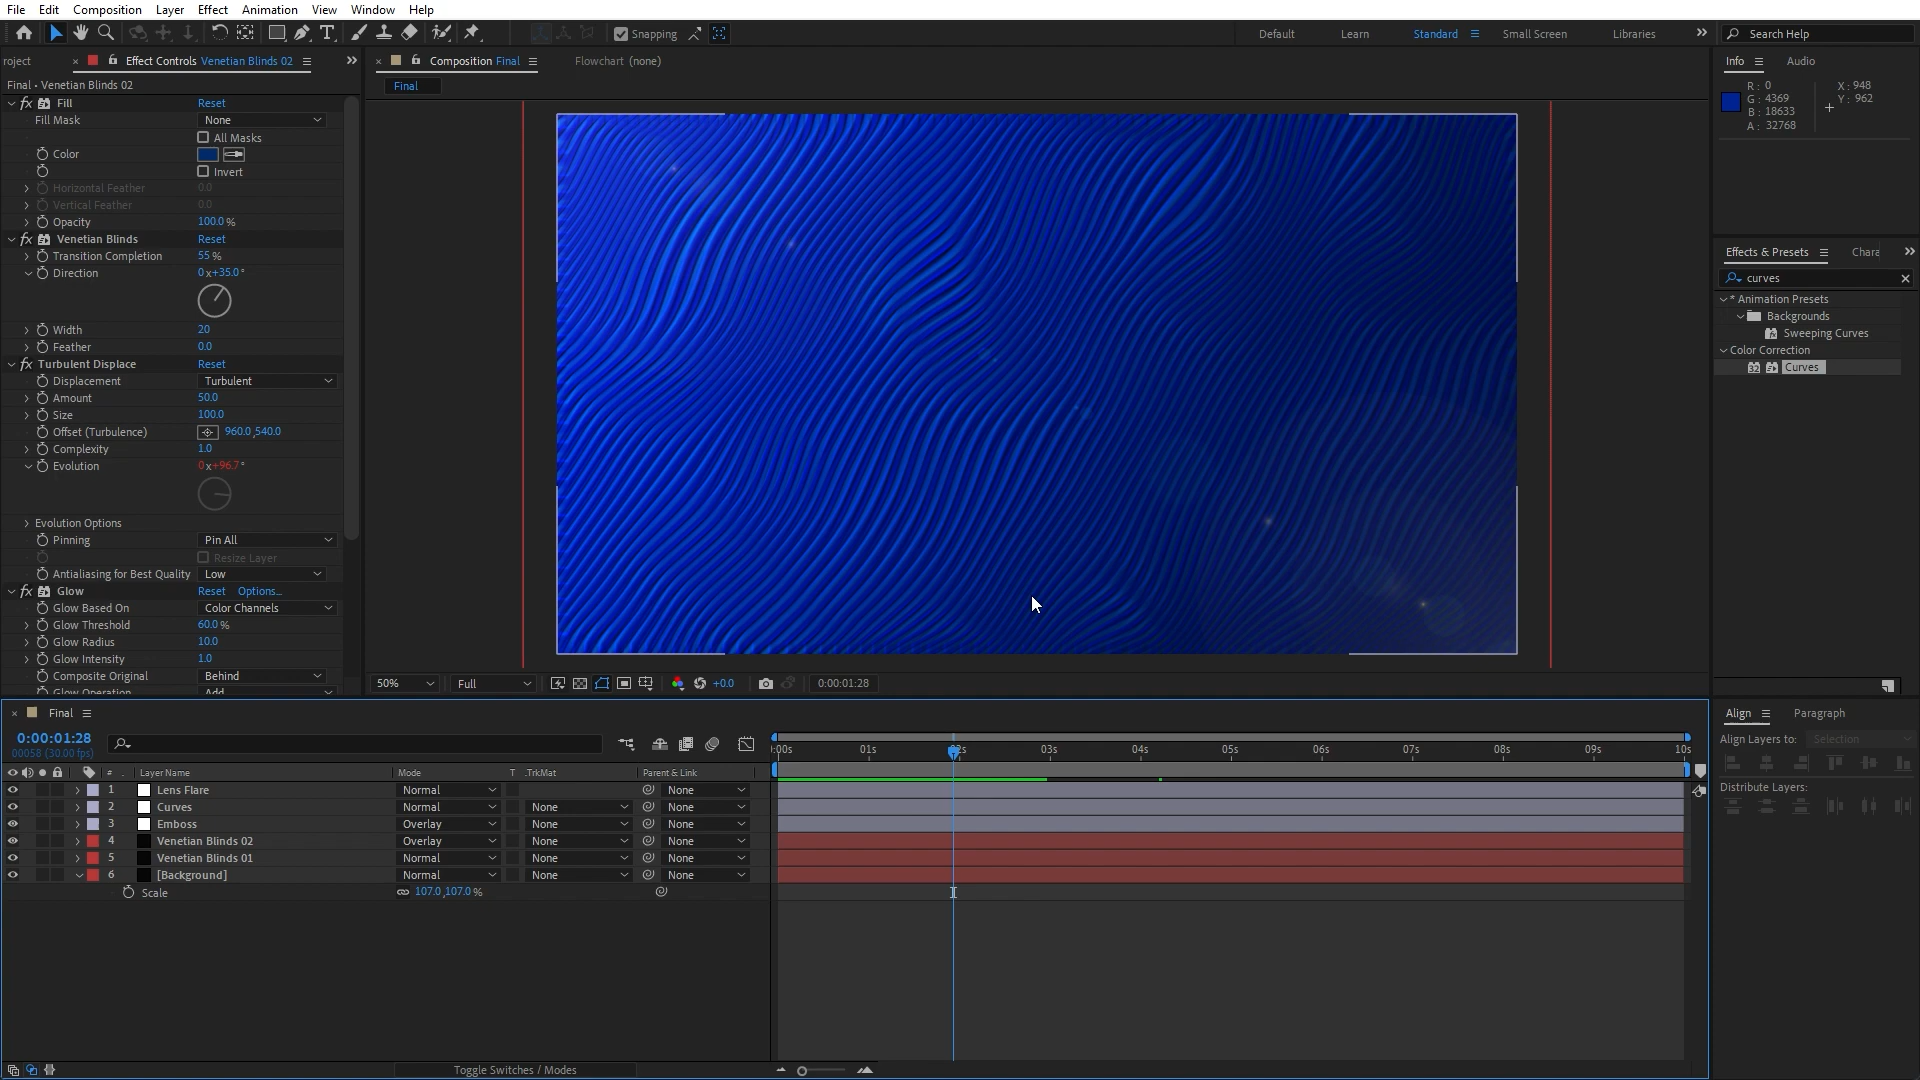 File Edit Composition Layer Effect Animation View Window Help
Snapping
Default Learn Standard Small Screen Libraries
Search Help
roject
Effect Controls Venetian Blinds 02
Final • Venetian Blinds 02
Fill Reset
Fill Mask None
All Masks
Color
Invert
Horizontal Feather 0.0
Vertical Feather 0.0
Opacity 100.0 %
Venetian Blinds Reset
Transition Completion 55 %
Direction 0x+35.0°
Width 20
Feather 0.0
Turbulent Displace Reset
Displacement Turbulent
Amount 50.0
Size 100.0
Offset (Turbulence) 960.0,540.0
Complexity 1.0
Evolution 0x+96.7°
Evolution Options
Pinning Pin All
Resize Layer
Antialiasing for Best Quality Low
Glow Reset Options...
Glow Based On Color Channels
Glow Threshold 60.0 %
Glow Radius 10.0
Glow Intensity 1.0
Composite Original Behind
Glow Operation Add
Composition Final
Flowchart (none)
Final
50% Full +0.0 0:00:01:28
Info Audio
R: 0 X: 948
G: 4369 Y: 962
B: 18633
A: 32768
Effects & Presets Chara
curves
* Animation Presets
Backgrounds
Sweeping Curves
Color Correction
32 Curves
Align Paragraph
Align Layers to: Selection
Distribute Layers:
Final
0:00:01:28
00058 (30.00 fps)
:00s 01s 02s 03s 04s 05s 06s 07s 08s 09s 10s
# Layer Name Mode T .TrkMat Parent & Link
1 Lens Flare Normal None
2 Curves Normal None None
3 Emboss Overlay None None
4 Venetian Blinds 02 Overlay None None
5 Venetian Blinds 01 Normal None None
6 [Background] Normal None None
Scale 107.0,107.0 %
Toggle Switches / Modes